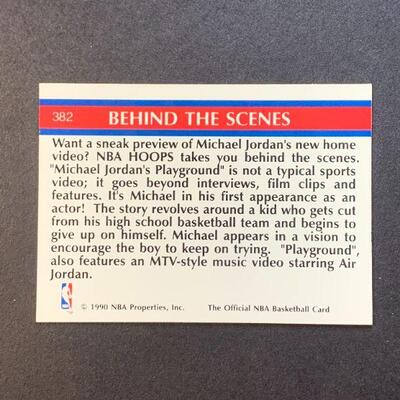 382 BEHIND THE SCENES
Want a sneak preview of Michael Jordan's new home
video? NBA HOOPS takes you behind the scenes.
"Michael Jordan's Playground" is not a typical sports
video; it goes beyond interviews, film clips and
features. It's Michael in his first appearance as an
actor! The story revolves around a kid who gets cut
from his high school basketball team and begins to
give up on himself. Michael appears in a vision to
encourage the boy to keep on trying. "Playground",
also features an MTV-style music video starring Air
Jordan.
© 1990 NBA Properties, Inc. The Official NBA Basketball Card